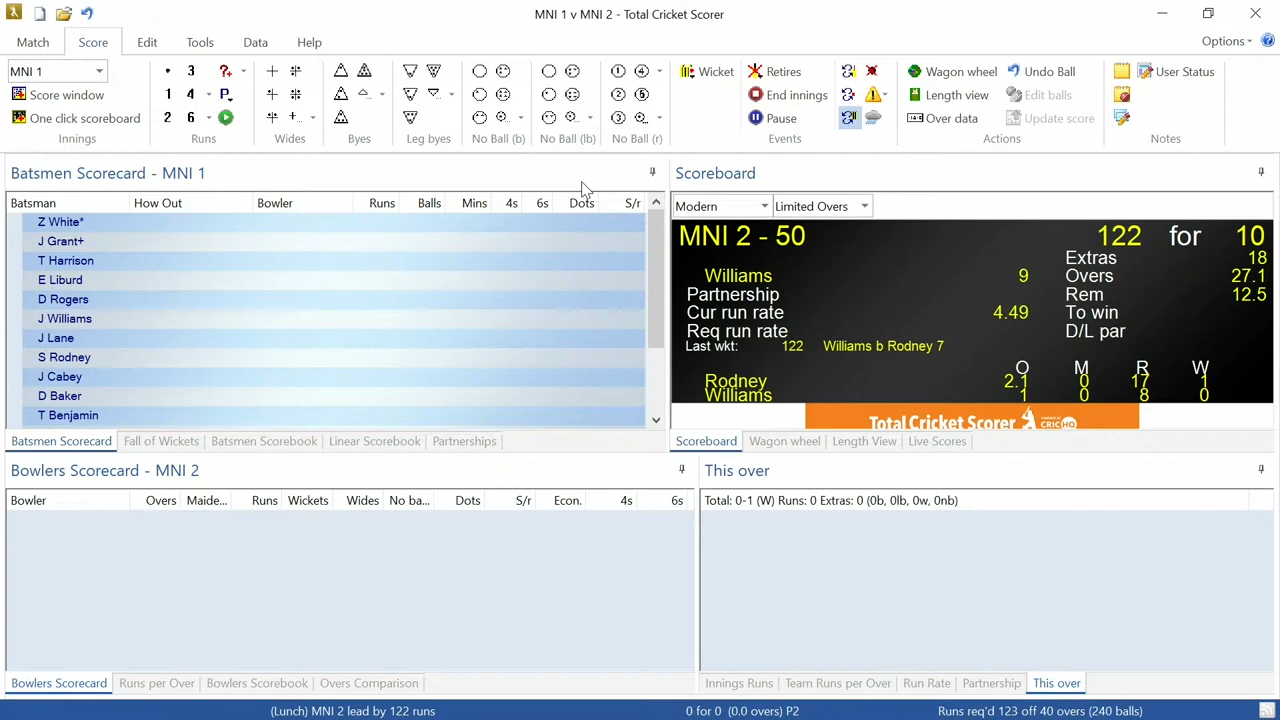 MNI 1 v MNI 2 - Total Cricket Scorer
Match Score Edit Tools Data Help Options
MNI 1
Score window
One click scoreboard
Innings
3
1 4
2 6
Runs
Wides
Byes
Leg byes
No Ball (b)
No Ball (lb)
No Ball (r)
Wicket
Retires
End innings
Pause
Events
Wagon wheel
Length view
Over data
Undo Ball
Edit balls
Update score
Actions
User Status
Notes
Batsmen Scorecard - MNI 1
Batsman How Out Bowler Runs Balls Mins 4s 6s Dots S/r
Z White*
J Grant+
T Harrison
E Liburd
D Rogers
J Williams
J Lane
S Rodney
J Cabey
D Baker
T Benjamin
Batsmen Scorecard Fall of Wickets Batsmen Scorebook Linear Scorebook Partnerships
Scoreboard
Modern Limited Overs
MNI 2 - 50 122 for 10
Extras 18
Williams 9 Overs 27.1
Partnership Rem 12.5
Cur run rate 4.49 To win
Req run rate D/L par
Last wkt: 122 Williams b Rodney 7
O M R W
Rodney 2.1 0 17 1
Williams 1 0 8 0
Total Cricket Scorer POWERED BY CRICHQ
Scoreboard Wagon wheel Length View Live Scores
Bowlers Scorecard - MNI 2
Bowler Overs Maide... Runs Wickets Wides No ba... Dots S/r Econ. 4s 6s
Bowlers Scorecard Runs per Over Bowlers Scorebook Overs Comparison
This over
Total: 0-1 (W) Runs: 0 Extras: 0 (0b, 0lb, 0w, 0nb)
Innings Runs Team Runs per Over Run Rate Partnership This over
(Lunch) MNI 2 lead by 122 runs 0 for 0 (0.0 overs) P2 Runs req'd 123 off 40 overs (240 balls)